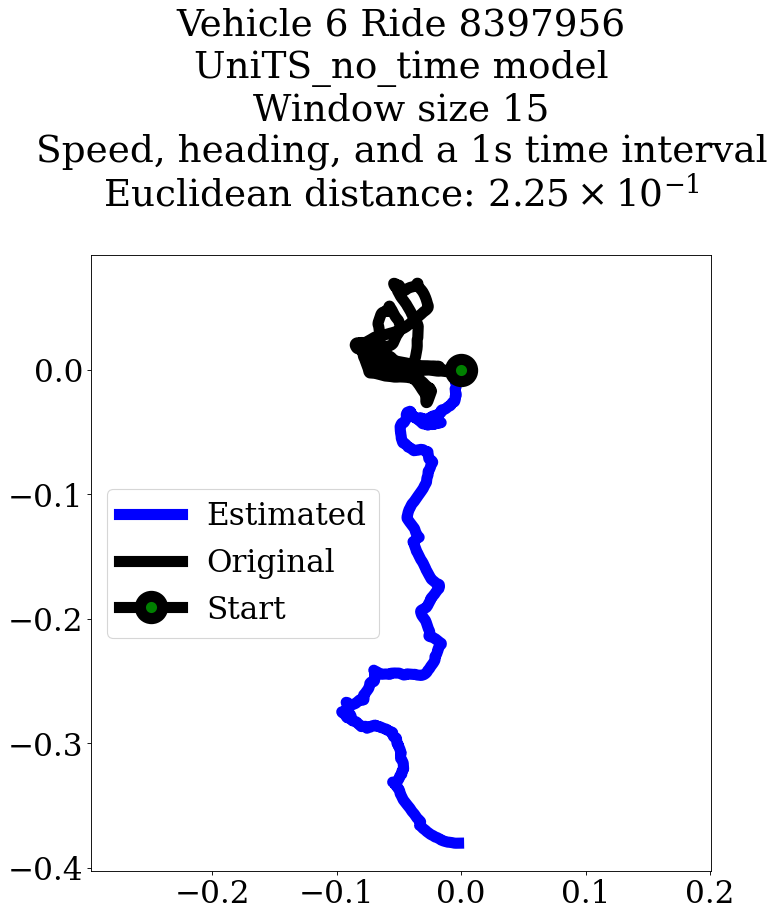 Vehicle 6 Ride 8397956
UniTS_no_time model
Window size 15
Speed, heading, and a 1s time interval
Euclidean distance: $2.25 × 10^{-1}$
0.0
−0.1
−0.2
−0.3
−0.4
Estimated
Original
Start
−0.2 −0.1 0.0 0.1 0.2